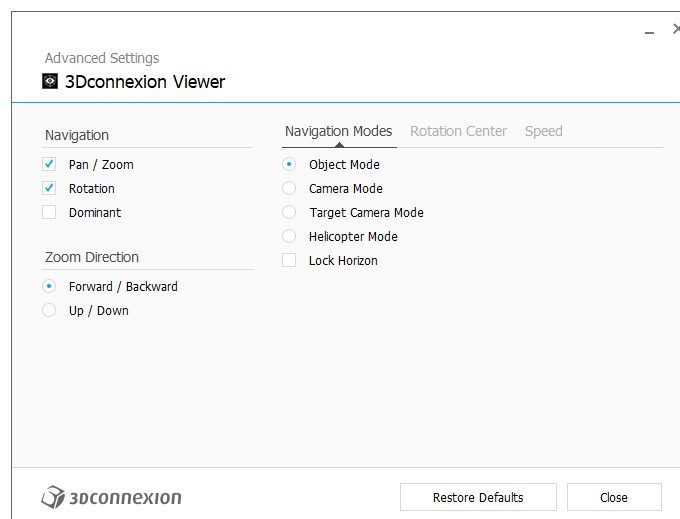 Advanced Settings
3Dconnexion Viewer
Navigation
Pan / Zoom
Rotation
Dominant
Zoom Direction
Forward / Backward
Up / Down
Navigation Modes Rotation Center Speed
Object Mode
Camera Mode
Target Camera Mode
Helicopter Mode
Lock Horizon
3Dconnexion
Restore Defaults Close